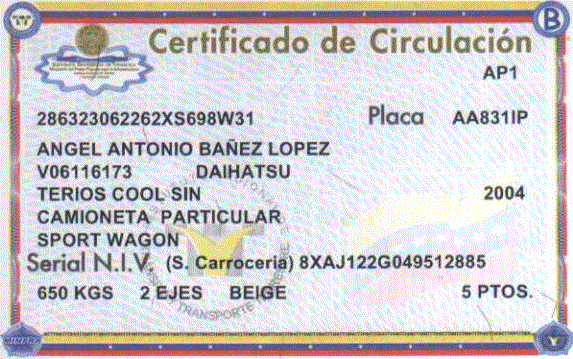 B
Certificado de Circulación
AP1
286323062262XS698W31 Placa AA831IP
ANGEL ANTONIO BAÑEZ LOPEZ
V06116173 DAIHATSU
TERIOS COOL SIN 2004
CAMIONETA PARTICULAR
SPORT WAGON
Serial N.I.V. (S. Carroceria) 8XAJ122G049512885
650 KGS 2 EJES BEIGE 5 PTOS.
TRANSPORTE